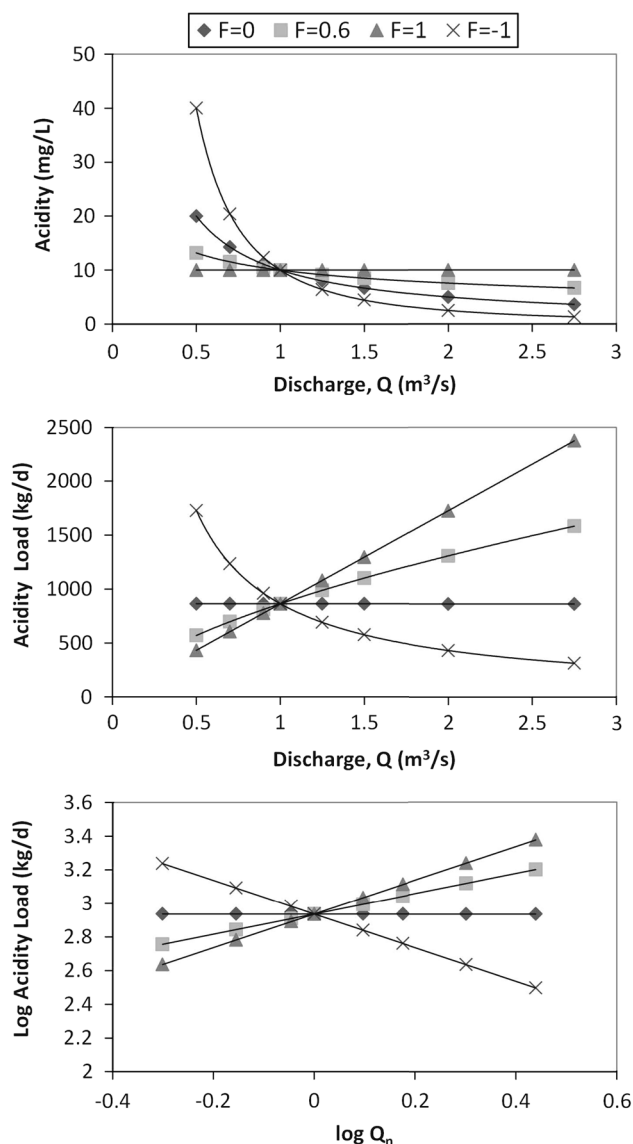 F=0 F=0.6 F=1 F=-1
50
40
30
20
10
0
Acidity (mg/L)
0 0.5 1 1.5 2 2.5 3
Discharge, Q (m³/s)
2500
2000
1500
1000
500
0
Acidity Load (kg/d)
0 0.5 1 1.5 2 2.5 3
Discharge, Q (m³/s)
3.6
3.4
3.2
3
2.8
2.6
2.4
2.2
2
Log Acidity Load (kg/d)
-0.4 -0.2 0 0.2 0.4 0.6
log Qₙ